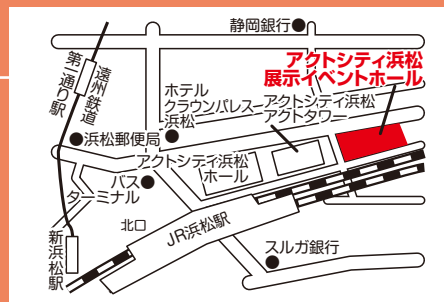 静岡銀行
アクトシティ浜松
展示イベントホール
遠州鉄道
第一通り駅
ホテル
クラウンパレス
浜松
アクトシティ浜松
アクトタワー
浜松郵便局
アクトシティ浜松
ホール
バス
ターミナル
北口
JR浜松駅
新浜松駅
スルガ銀行